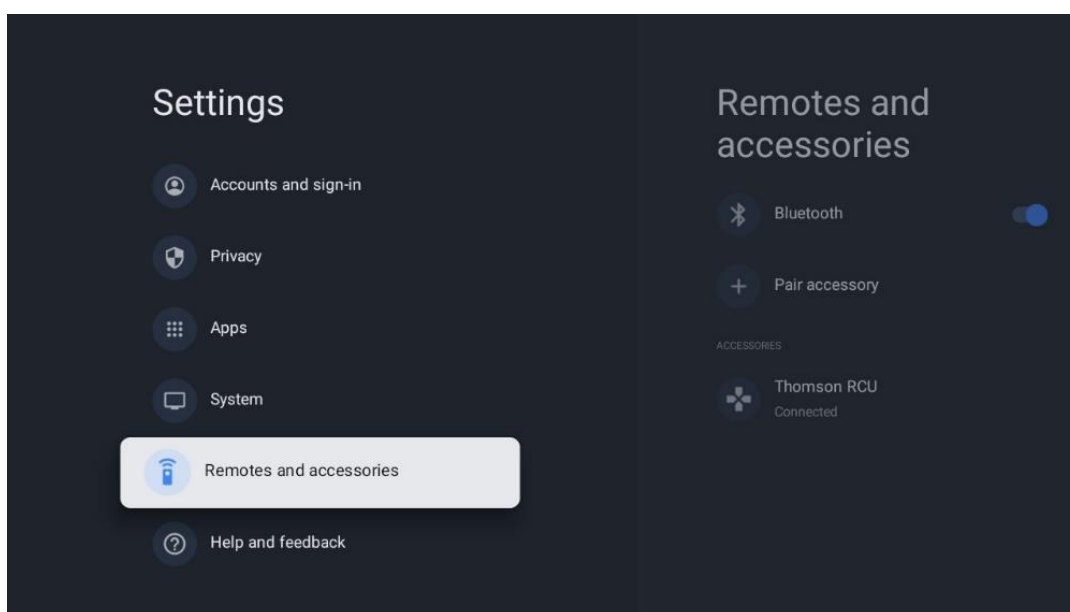 Settings
Accounts and sign-in
Privacy
Apps
System
Remotes and accessories
Help and feedback
Remotes and
accessories
Bluetooth
Pair accessory
ACCESSORIES
Thomson RCU
Connected